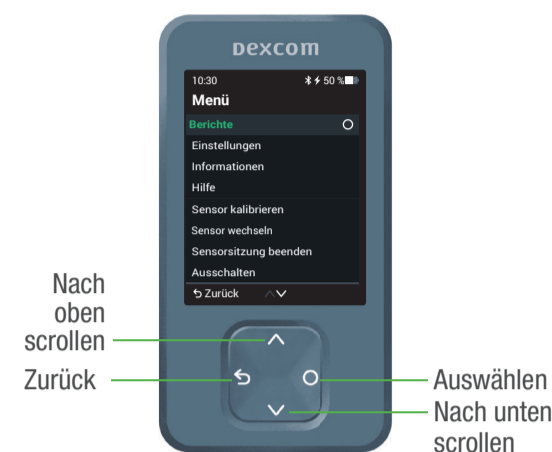 Dexcom
10:30 50 %
Menü
Berichte
Einstellungen
Informationen
Hilfe
Sensor kalibrieren
Sensor wechseln
Sensorsitzung beenden
Ausschalten
Zurück
Nach
oben
scrollen
Zurück
Auswählen
Nach unten
scrollen